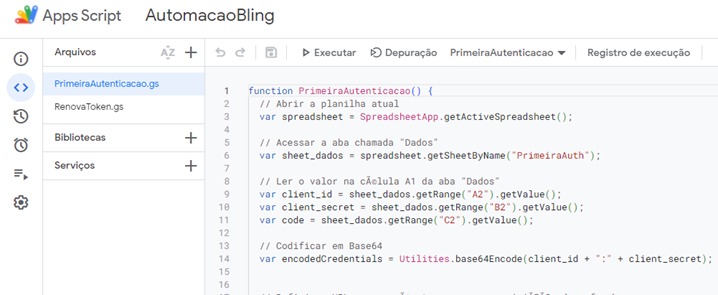 Apps Script AutomacaoBling
Arquivos AZ
Executar Depuração PrimeiraAutenticacao Registro de execução
PrimeiraAutenticacao.gs
RenovaToken.gs
Bibliotecas
Serviços
1 function PrimeiraAutenticacao() {
2 // Abrir a planilha atual
3 var spreadsheet = SpreadsheetApp.getActiveSpreadsheet();
4
5 // Acessar a aba chamada "Dados"
6 var sheet_dados = spreadsheet.getSheetByName("PrimeiraAuth");
7
8 // Ler o valor na cÃ©lula A1 da aba "Dados"
9 var client_id = sheet_dados.getRange("A2").getValue();
10 var client_secret = sheet_dados.getRange("B2").getValue();
11 var code = sheet_dados.getRange("C2").getValue();
12
13 // Codificar em Base64
14 var encodedCredentials = Utilities.base64Encode(client_id + ":" + client_secret);
15
16